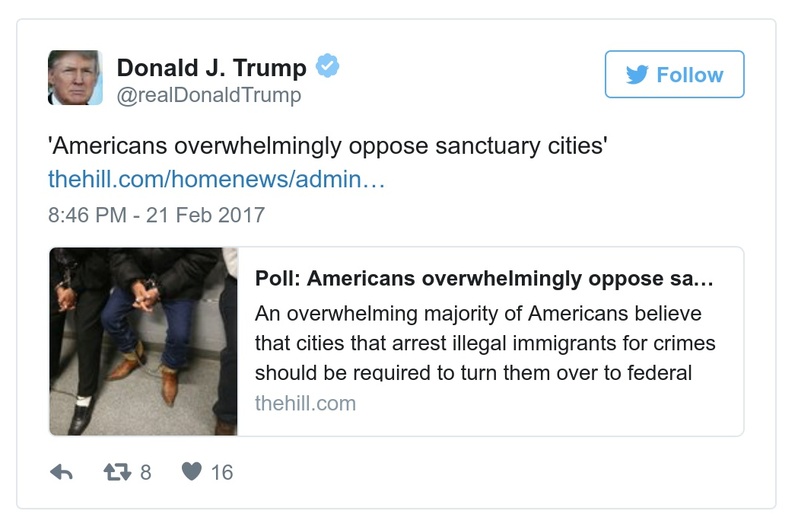 Donald J. Trump
@realDonaldTrump
Follow
'Americans overwhelmingly oppose sanctuary cities'
thehill.com/homenews/admin…
8:46 PM - 21 Feb 2017
Poll: Americans overwhelmingly oppose sa…
An overwhelming majority of Americans believe
that cities that arrest illegal immigrants for crimes
should be required to turn them over to federal
thehill.com
8 16